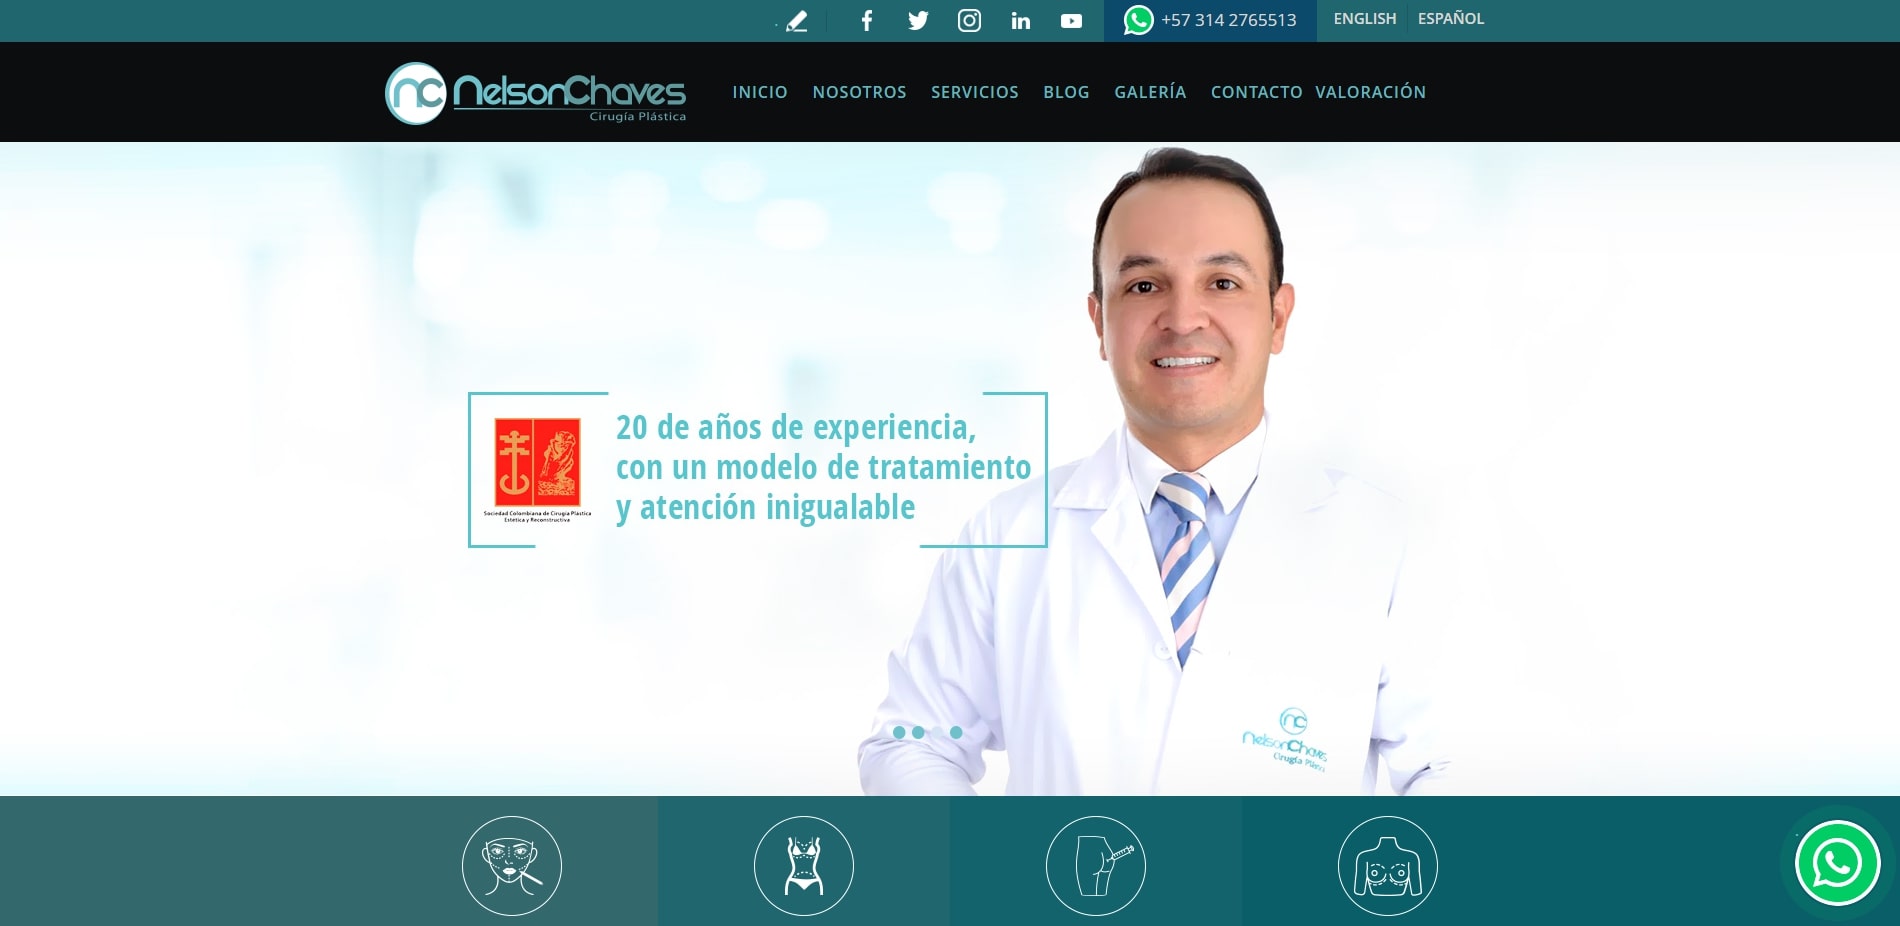 +57 314 2765513
ENGLISH
ESPAÑOL
nc NelsonChaves
Cirugía Plástica
INICIO
NOSOTROS
SERVICIOS
BLOG
GALERÍA
CONTACTO
VALORACIÓN
20 de años de experiencia,
con un modelo de tratamiento
y atención inigualable
Sociedad Colombiana de Cirugía Plástica
Estética y Reconstructiva
nc
NelsonChaves
Cirugía Plástica